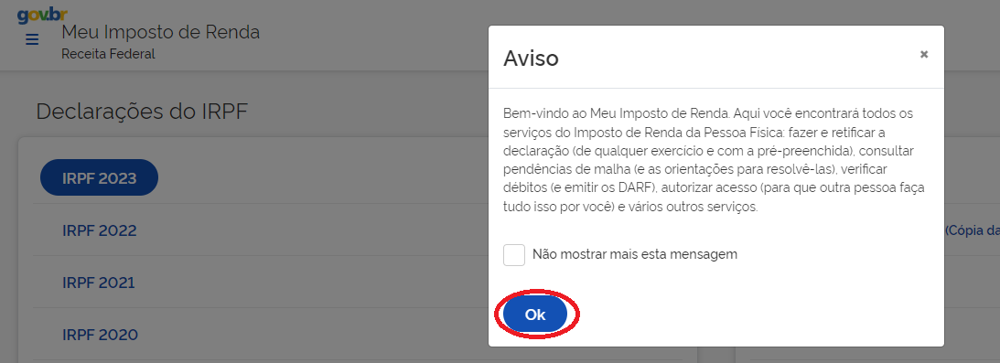 gov.br
Meu Imposto de Renda
Receita Federal
Declarações do IRPF
IRPF 2023
IRPF 2022
IRPF 2021
IRPF 2020
Aviso
×
Bem-vindo ao Meu Imposto de Renda. Aqui você encontrará todos os
serviços do Imposto de Renda da Pessoa Física: fazer e retificar a
declaração (de qualquer exercício e com a pré-preenchida), consultar
pendências de malha (e as orientações para resolvê-las), verificar
débitos (e emitir os DARF), autorizar acesso (para que outra pessoa faça
tudo isso por você) e vários outros serviços.
Não mostrar mais esta mensagem
Ok
(Cópia da